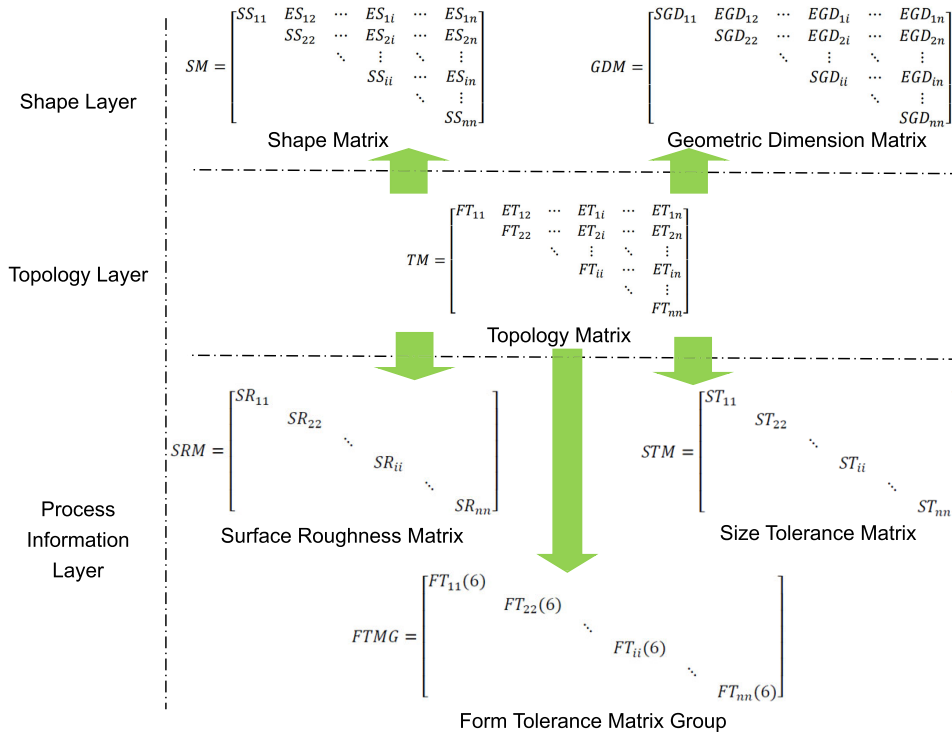 SS₁₁ ES₁₂ ⋯ ES₁ᵢ ⋯ ES₁ₙ
SS₂₂ ⋯ ES₂ᵢ ⋯ ES₂ₙ
⋱ ⋮ ⋱ ⋮
SM =
SSᵢᵢ ⋯ ESᵢₙ
⋱ ⋮
SSₙₙ
Shape Matrix
SGD₁₁ EGD₁₂ ⋯ EGD₁ᵢ ⋯ EGD₁ₙ
SGD₂₂ ⋯ EGD₂ᵢ ⋯ EGD₂ₙ
⋱ ⋮ ⋱ ⋮
GDM =
SGDᵢᵢ ⋯ EGDᵢₙ
⋱ ⋮
SGDₙₙ
Geometric Dimension Matrix
Shape Layer
FT₁₁ ET₁₂ ⋯ ET₁ᵢ ⋯ ET₁ₙ
FT₂₂ ⋯ ET₂ᵢ ⋯ ET₂ₙ
⋱ ⋮ ⋱ ⋮
TM =
FTᵢᵢ ⋯ ETᵢₙ
⋱ ⋮
FTₙₙ
Topology Matrix
Topology Layer
SR₁₁
SR₂₂
⋱
SRM =
SRᵢᵢ
⋱
SRₙₙ
Surface Roughness Matrix
ST₁₁
ST₂₂
⋱
STM =
STᵢᵢ
⋱
STₙₙ
Size Tolerance Matrix
Process
Information
Layer
FT₁₁(6)
FT₂₂(6)
⋱
FTMG =
FTᵢᵢ(6)
⋱
FTₙₙ(6)
Form Tolerance Matrix Group